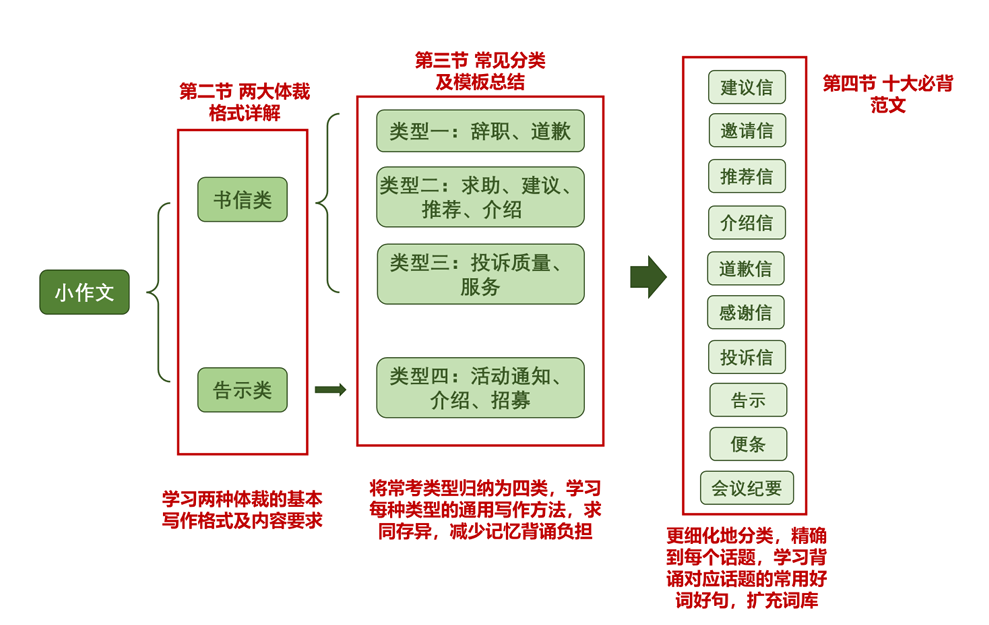 小作文
第二节 两大体裁
格式详解
书信类
告示类
学习两种体裁的基本
写作格式及内容要求
第三节 常见分类
及模板总结
类型一：辞职、道歉
类型二：求助、建议、
推荐、介绍
类型三：投诉质量、
服务
类型四：活动通知、
介绍、招募
将常考类型归纳为四类，学习
每种类型的通用写作方法，求
同存异，减少记忆背诵负担
第四节 十大必背
范文
建议信
邀请信
推荐信
介绍信
道歉信
感谢信
投诉信
告示
便条
会议纪要
更细化地分类，精确
到每个话题，学习背
诵对应话题的常用好
词好句，扩充词库